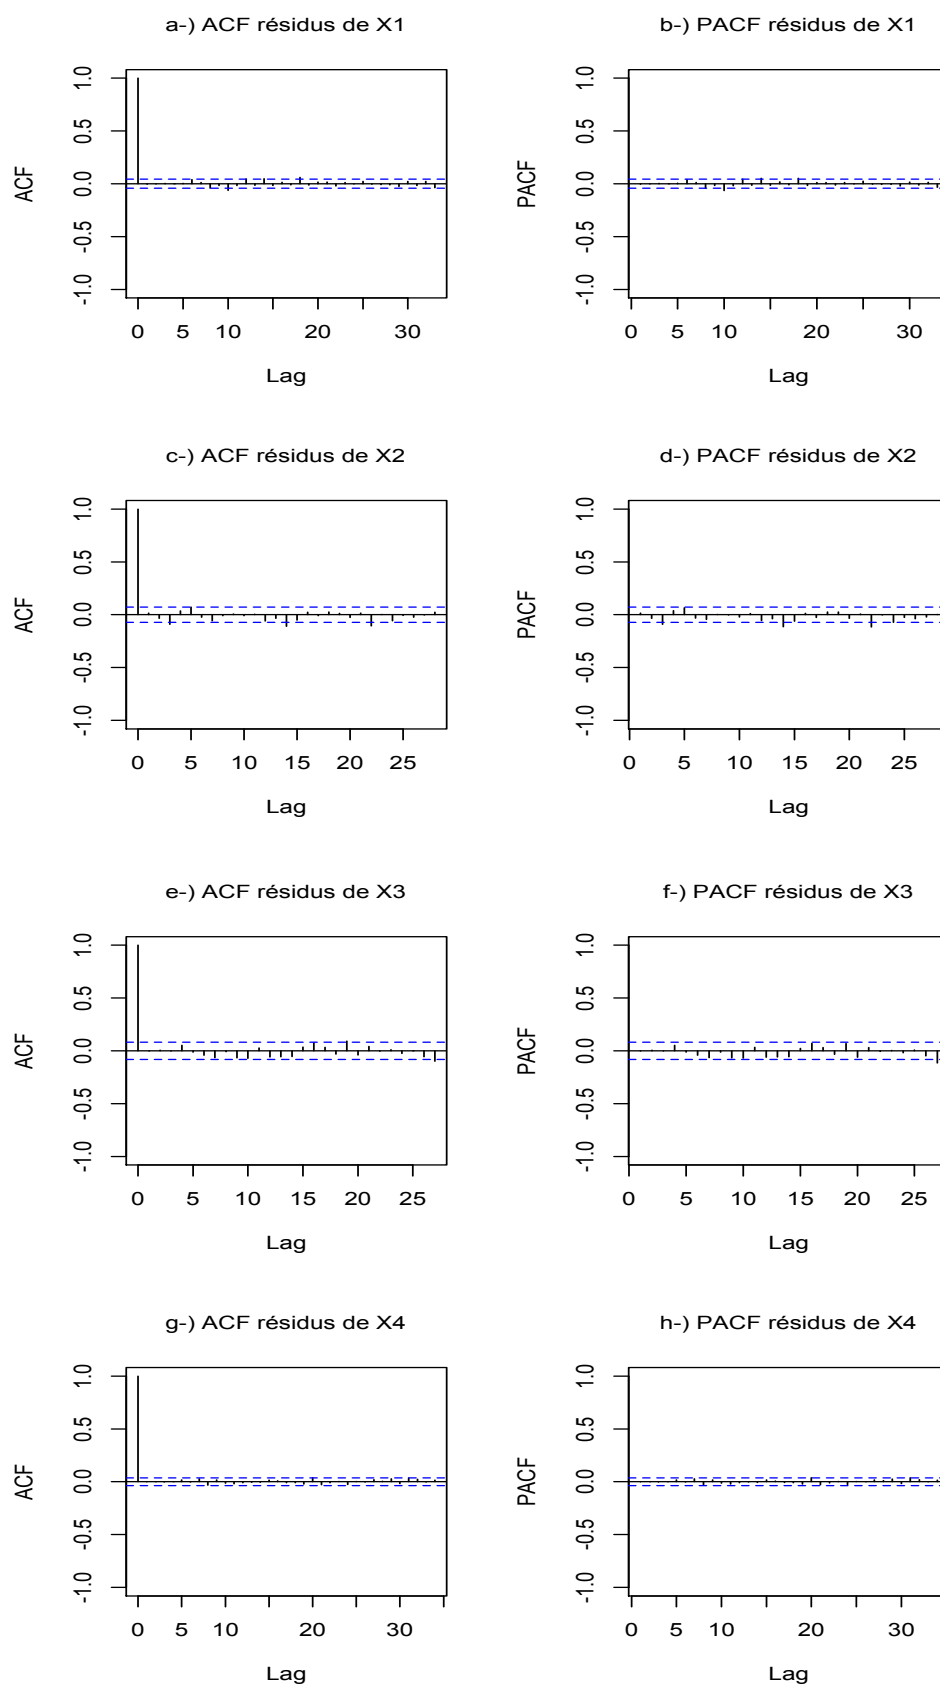 a-) ACF résidus de X1
b-) PACF résidus de X1
ACF
1.0
0.5
0.0
-0.5
-1.0
0 5 10 20 30
Lag
PACF
1.0
0.5
0.0
-0.5
-1.0
0 5 10 20 30
Lag
c-) ACF résidus de X2
d-) PACF résidus de X2
ACF
1.0
0.5
0.0
-0.5
-1.0
0 5 10 15 20 25
Lag
PACF
1.0
0.5
0.0
-0.5
-1.0
0 5 10 15 20 25
Lag
e-) ACF résidus de X3
f-) PACF résidus de X3
ACF
1.0
0.5
0.0
-0.5
-1.0
0 5 10 15 20 25
Lag
PACF
1.0
0.5
0.0
-0.5
-1.0
0 5 10 15 20 25
Lag
g-) ACF résidus de X4
h-) PACF résidus de X4
ACF
1.0
0.5
0.0
-0.5
-1.0
0 5 10 20 30
Lag
PACF
1.0
0.5
0.0
-0.5
-1.0
0 5 10 20 30
Lag